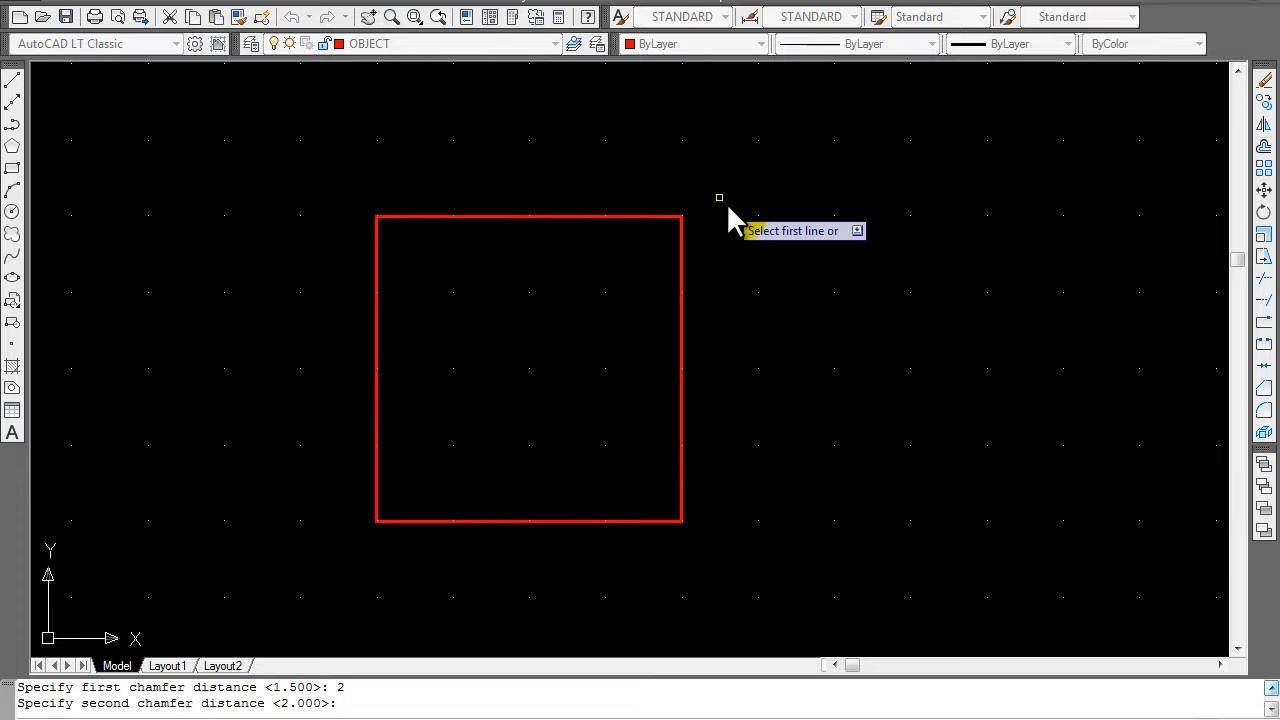 STANDARD STANDARD Standard Standard
AutoCAD LT Classic OBJECT ByLayer ByLayer ByLayer ByColor
Select first line or
A
Y
X
Model Layout1 Layout2
Specify first chamfer distance <1.500>: 2
Specify second chamfer distance <2.000>: